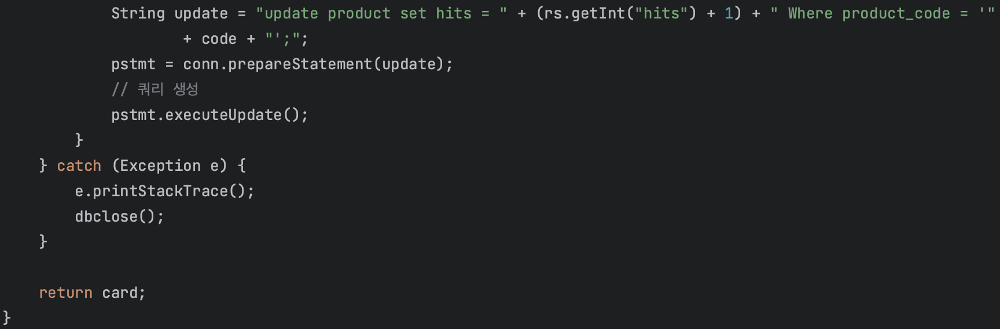 String update = "update product set hits = " + (rs.getInt("hits") + 1) + " Where product_code = '"
+ code + "';";
pstmt = conn.prepareStatement(update);
// 쿼리 생성
pstmt.executeUpdate();
}
} catch (Exception e) {
e.printStackTrace();
dbclose();
}
return card;
}